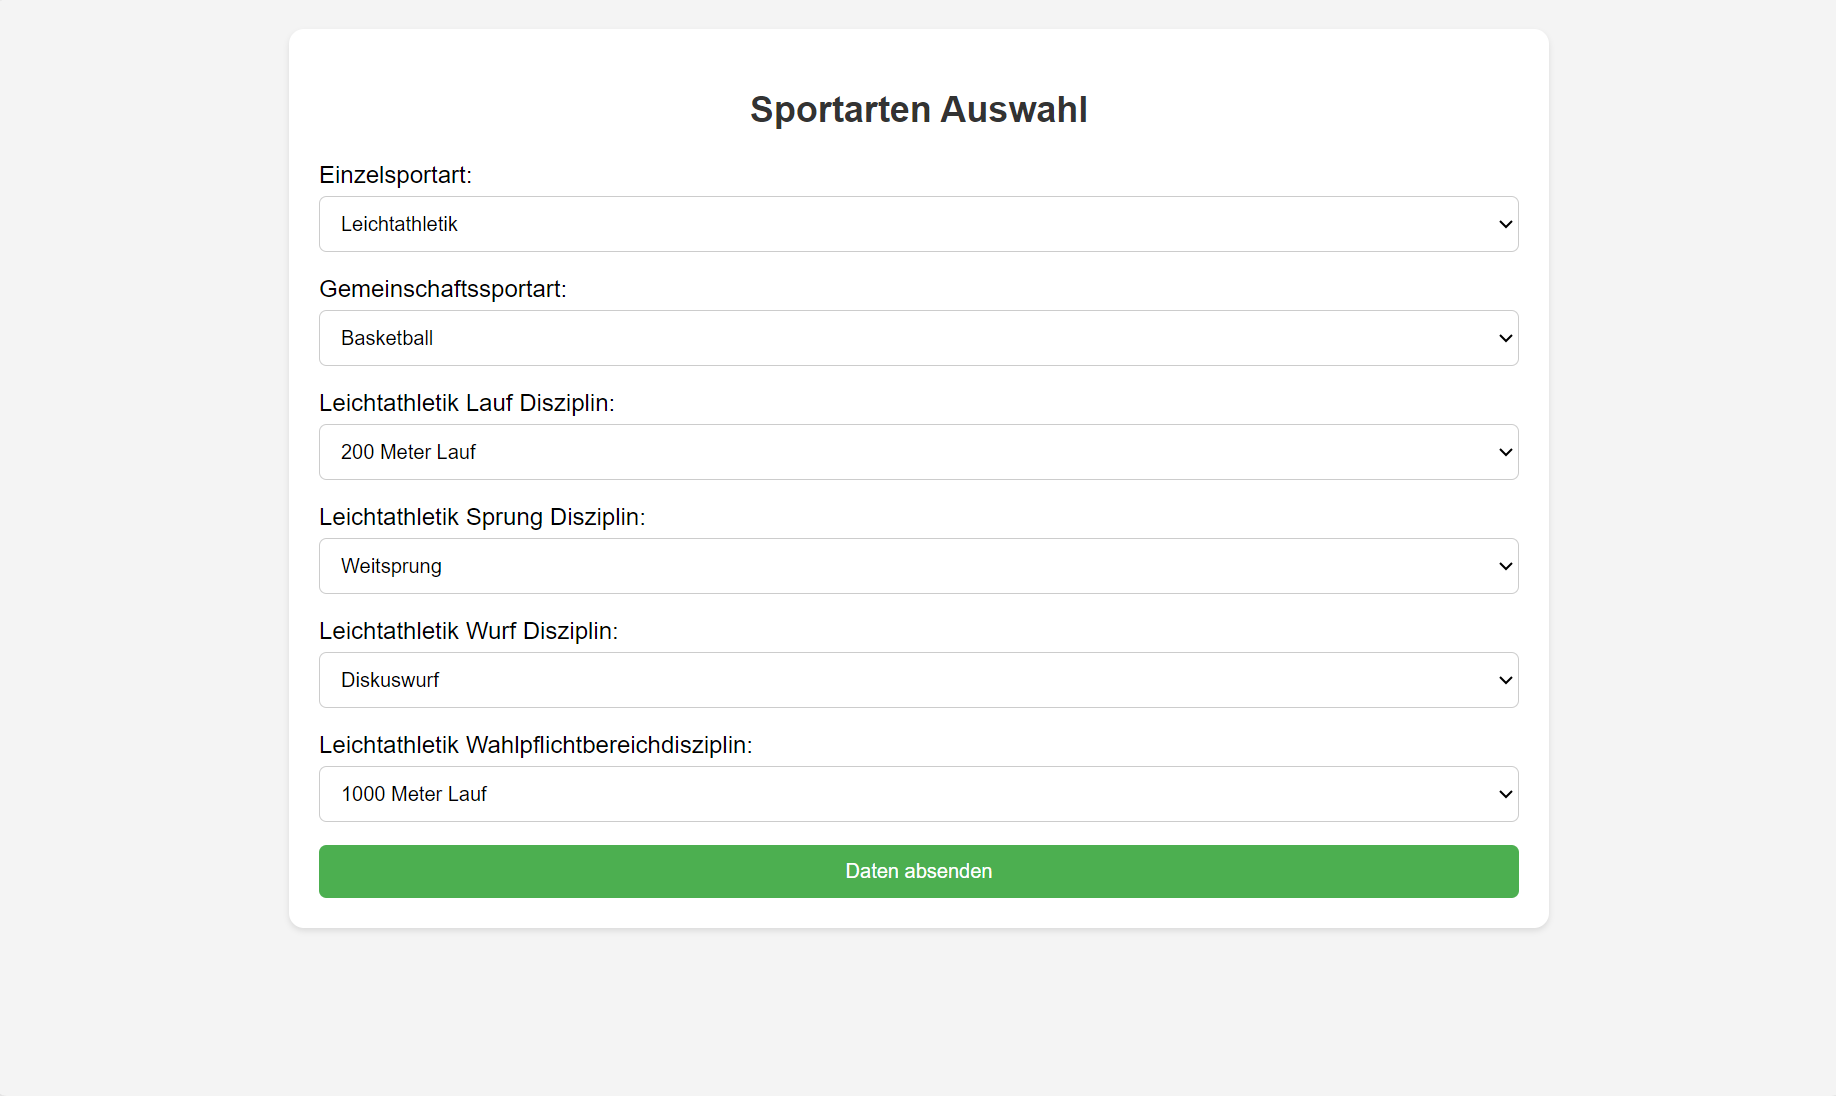 Sportarten Auswahl
Einzelsportart:
Leichtathletik
Gemeinschaftssportart:
Basketball
Leichtathletik Lauf Disziplin:
200 Meter Lauf
Leichtathletik Sprung Disziplin:
Weitsprung
Leichtathletik Wurf Disziplin:
Diskuswurf
Leichtathletik Wahlpflichtbereichdisziplin:
1000 Meter Lauf
Daten absenden